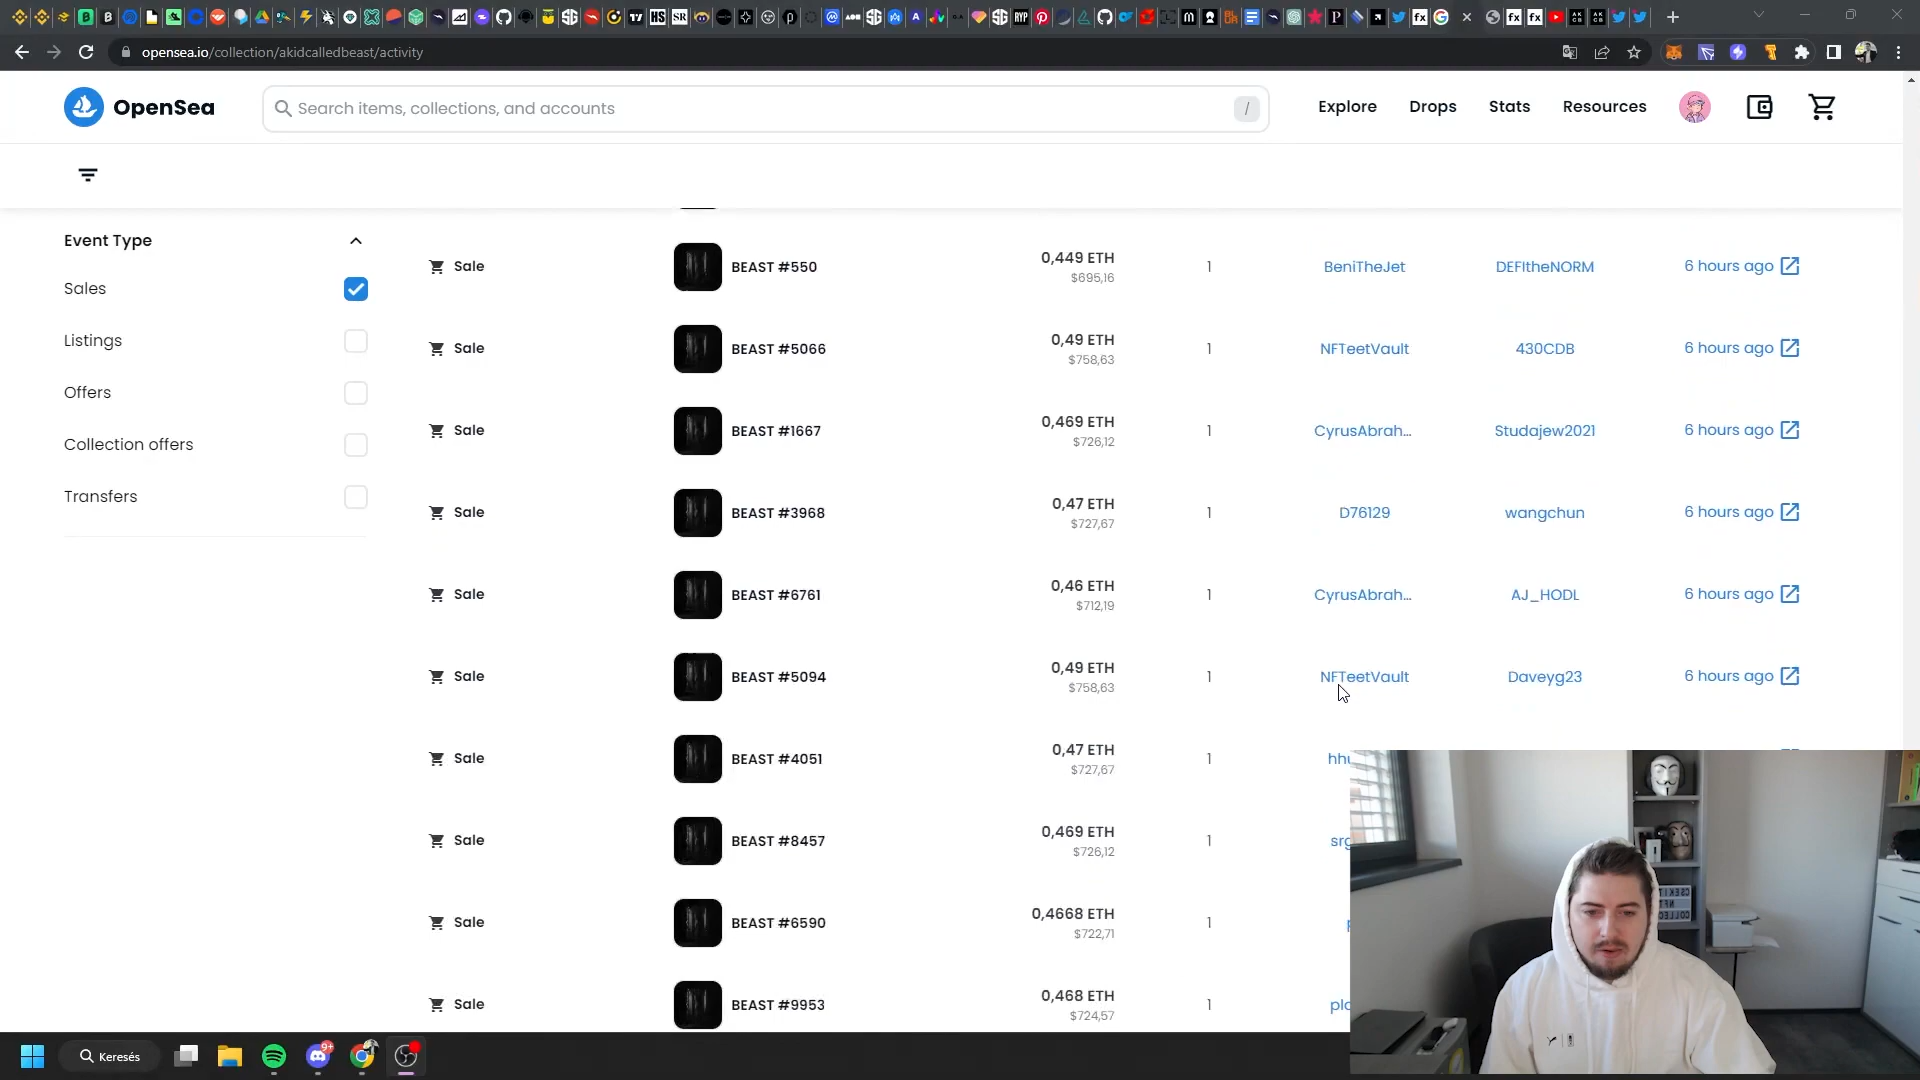 opensea.io/collection/akidcalledbeast/activity
OpenSea
Search items, collections, and accounts
/
Explore
Drops
Stats
Resources
Event Type
Sales
Listings
Offers
Collection offers
Transfers
Sale BEAST #550 0,449 ETH 1 BeniTheJet DEFItheNORM 6 hours ago
$695,16
Sale BEAST #5066 0,49 ETH 1 NFTeetVault 430CDB 6 hours ago
$758,63
Sale BEAST #1667 0,469 ETH 1 CyrusAbrah... Studajew2021 6 hours ago
$726,12
Sale BEAST #3968 0,47 ETH 1 D76129 wangchun 6 hours ago
$727,67
Sale BEAST #6761 0,46 ETH 1 CyrusAbrah... AJ_HODL 6 hours ago
$712,19
Sale BEAST #5094 0,49 ETH 1 NFTeetVault Daveyg23 6 hours ago
$758,63
Sale BEAST #4051 0,47 ETH 1
$727,67
Sale BEAST #8457 0,469 ETH 1
$726,12
Sale BEAST #6590 0,4668 ETH 1
$722,71
Sale BEAST #9953 0,468 ETH 1
$724,57
Keresés
9+